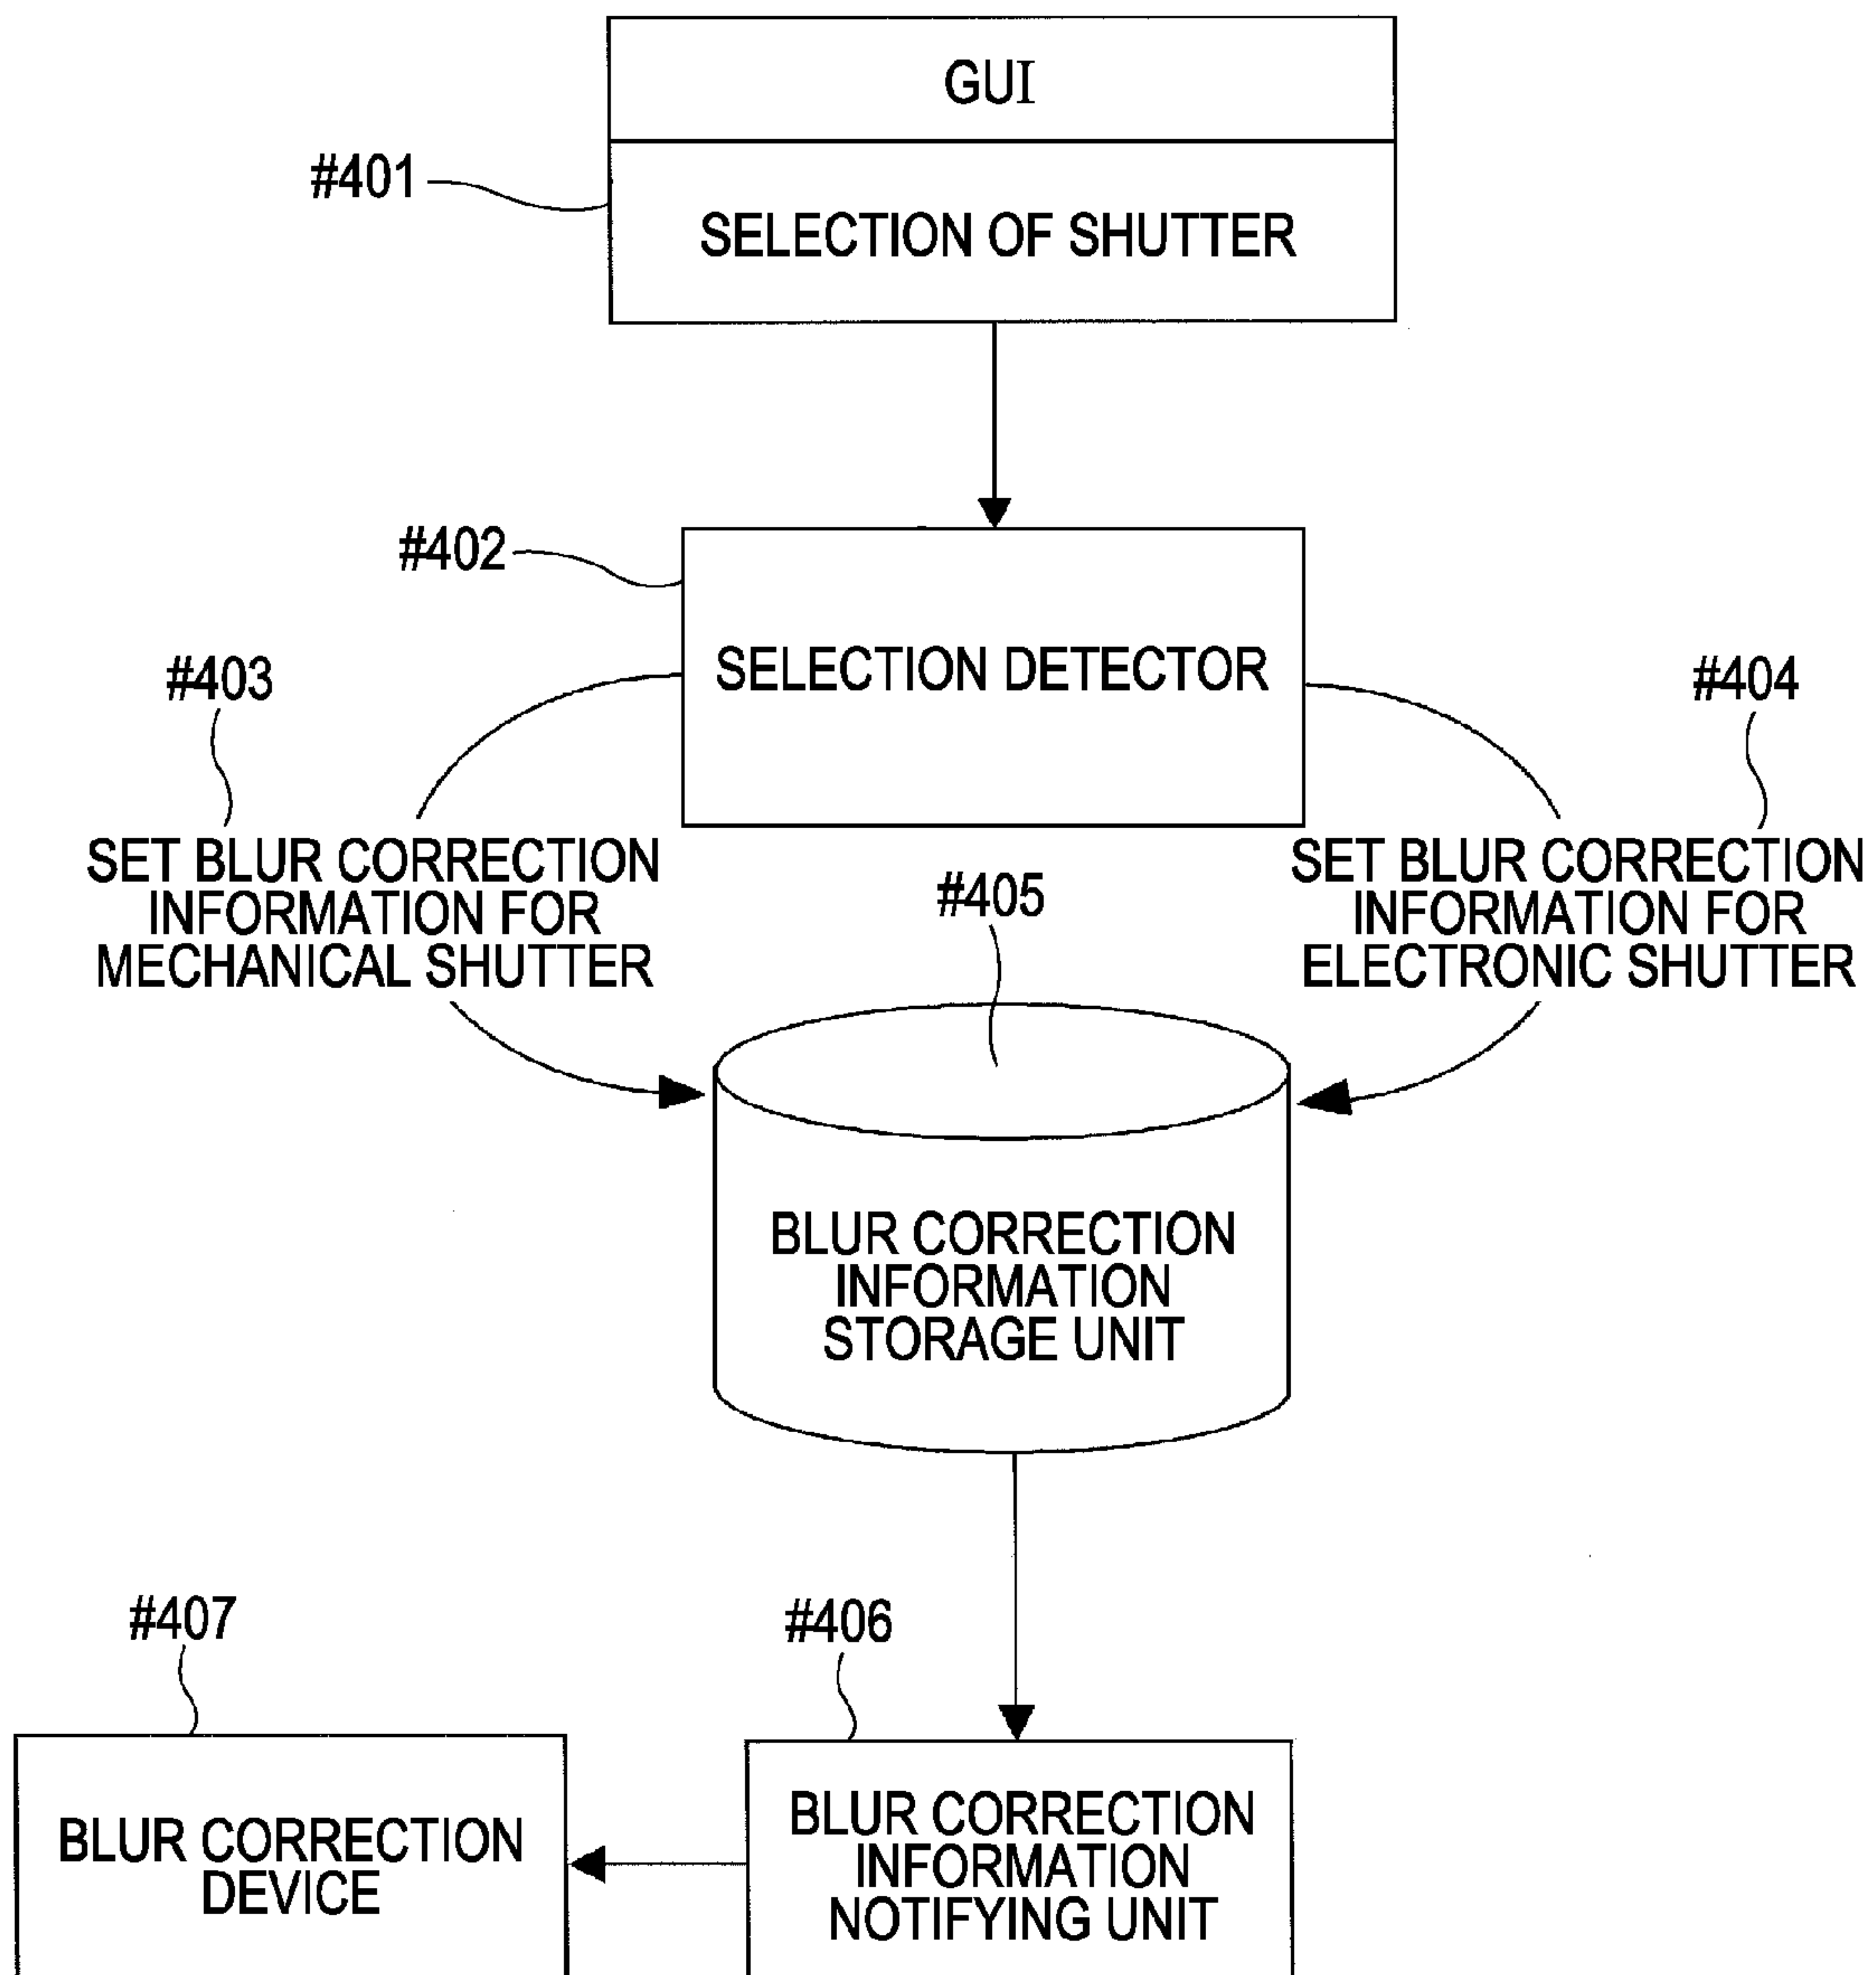 GUI
#401
SELECTION OF SHUTTER
#402
SELECTION DETECTOR
#403
#404
SET BLUR CORRECTION
INFORMATION FOR
MECHANICAL SHUTTER
SET BLUR CORRECTION
INFORMATION FOR
ELECTRONIC SHUTTER
#405
BLUR CORRECTION
INFORMATION
STORAGE UNIT
#407
#406
BLUR CORRECTION
DEVICE
BLUR CORRECTION
INFORMATION
NOTIFYING UNIT